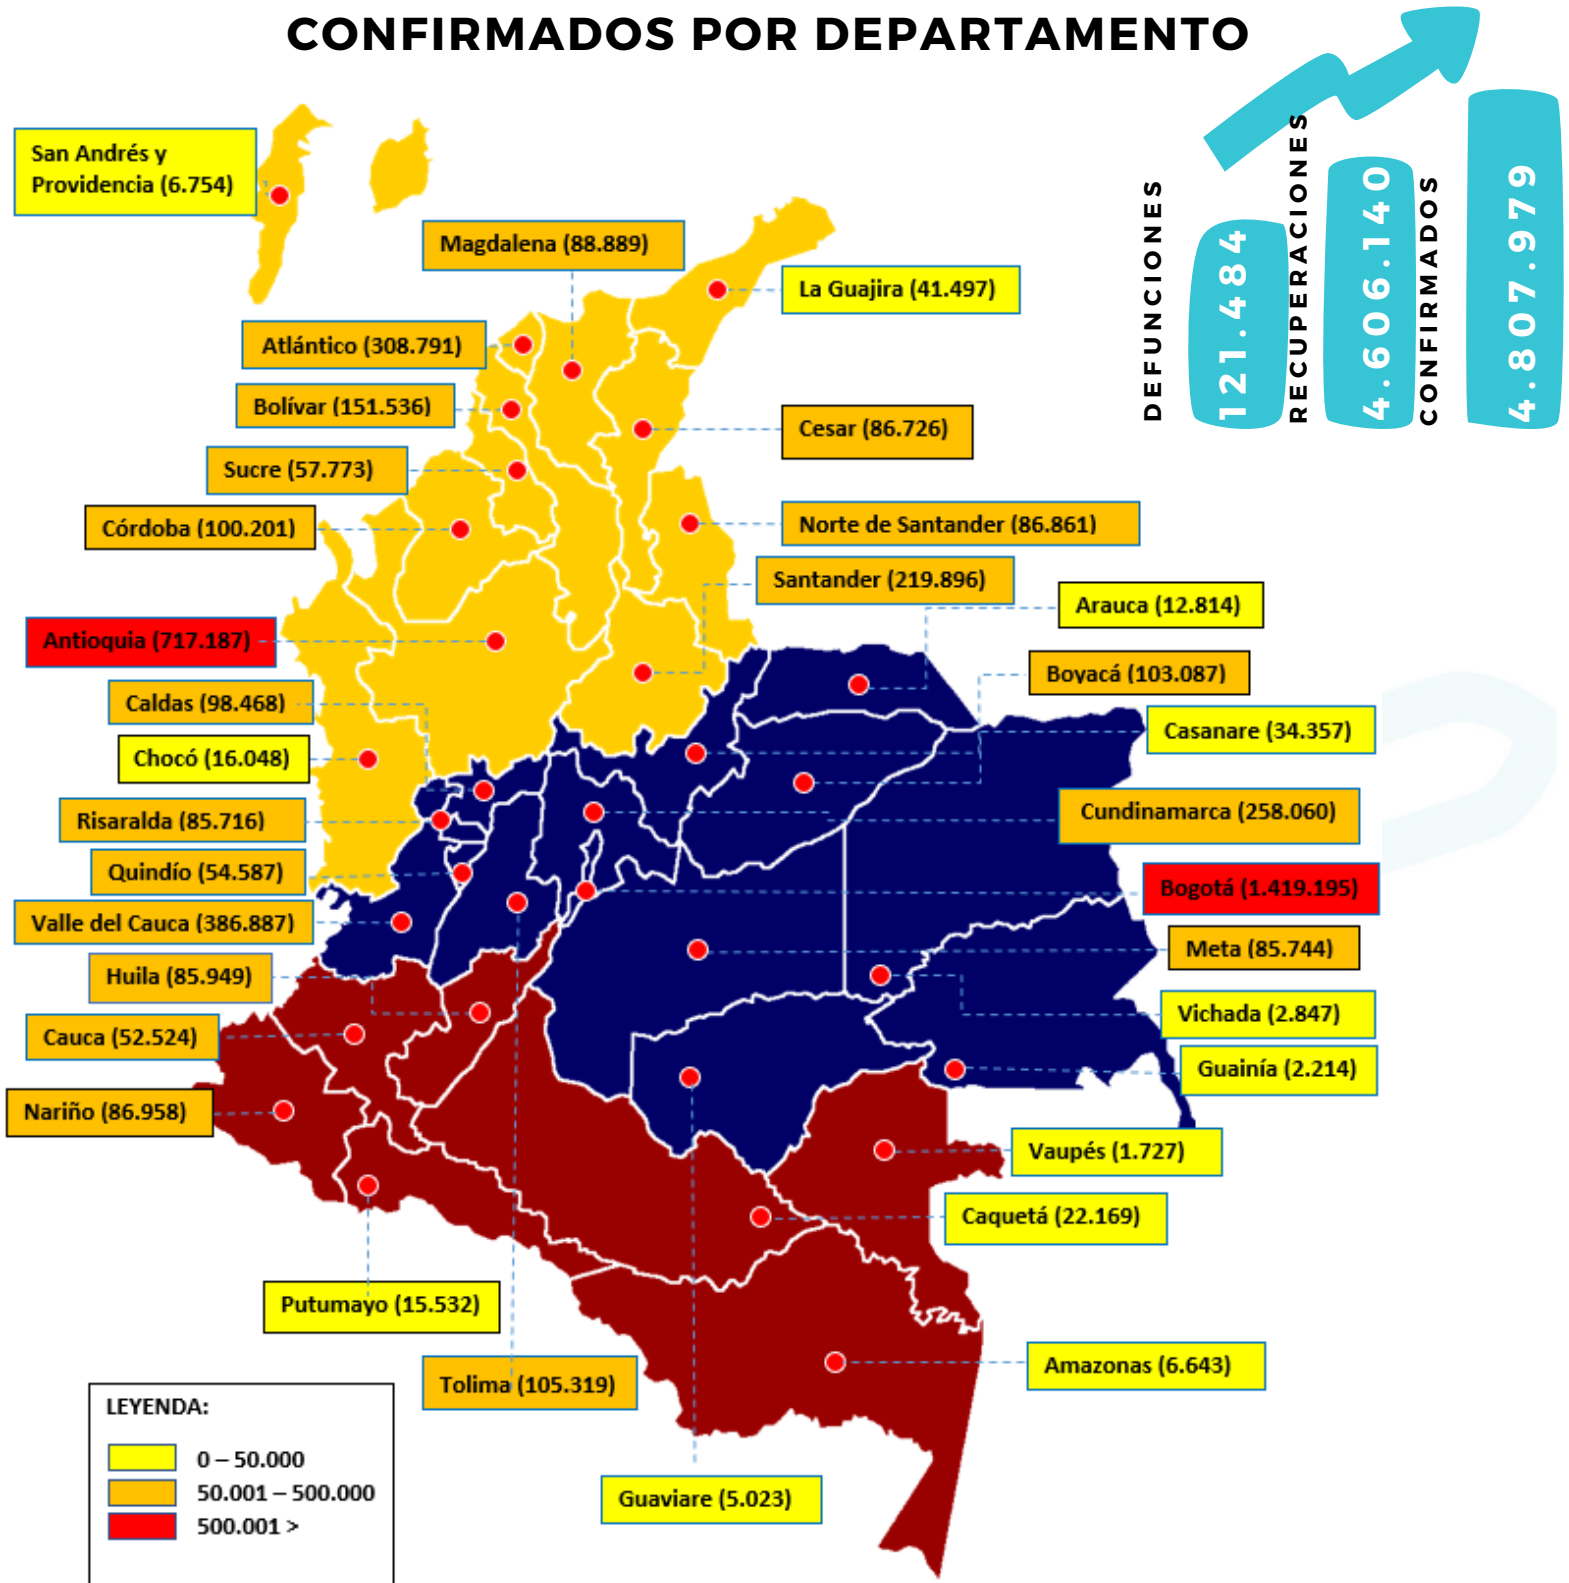 CONFIRMADOS POR DEPARTAMENTO
DEFUNCIONES
121.484
RECUPERACIONES
4.606.140
CONFIRMADOS
4.807.979
San Andrés y
Providencia (6.754)
Magdalena (88.889)
La Guajira (41.497)
Atlántico (308.791)
Bolívar (151.536)
Cesar (86.726)
Sucre (57.773)
Córdoba (100.201)
Norte de Santander (86.861)
Santander (219.896)
Arauca (12.814)
Antioquia (717.187)
Boyacá (103.087)
Caldas (98.468)
Casanare (34.357)
Chocó (16.048)
Cundinamarca (258.060)
Risaralda (85.716)
Quindío (54.587)
Bogotá (1.419.195)
Valle del Cauca (386.887)
Meta (85.744)
Huila (85.949)
Vichada (2.847)
Cauca (52.524)
Guainía (2.214)
Nariño (86.958)
Vaupés (1.727)
Caquetá (22.169)
Putumayo (15.532)
Amazonas (6.643)
Tolima (105.319)
Guaviare (5.023)
LEYENDA:
0 – 50.000
50.001 – 500.000
500.001 >